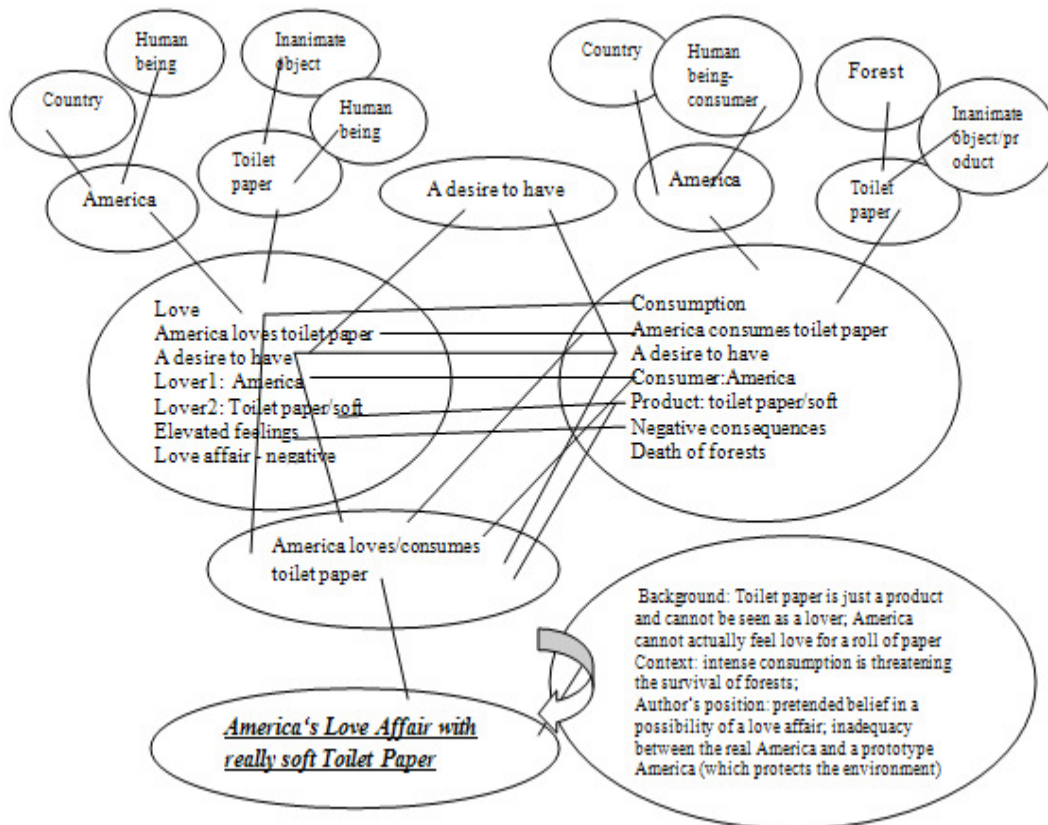 Human
being
Inanimate
object
Country
Human
being
Toilet
paper
America
A desire to have
Country
Human
being-
consumer
Forest
Inanimate
object/pr
oduct
America
Toilet
paper
Love
America loves toilet paper
A desire to have
Lover1: America
Lover2: Toilet paper/soft
Elevated feelings
Love affair - negative
Consumption
America consumes toilet paper
A desire to have
Consumer:America
Product: toilet paper/soft
Negative consequences
Death of forests
America loves/consumes
toilet paper
Background: Toilet paper is just a product
and cannot be seen as a lover; America
cannot actually feel love for a roll of paper
Context: intense consumption is threatening
the survival of forests;
Author's position: pretended belief in a
possibility of a love affair; inadequacy
between the real America and a prototype
America (which protects the environment)
America's Love Affair with
really soft Toilet Paper